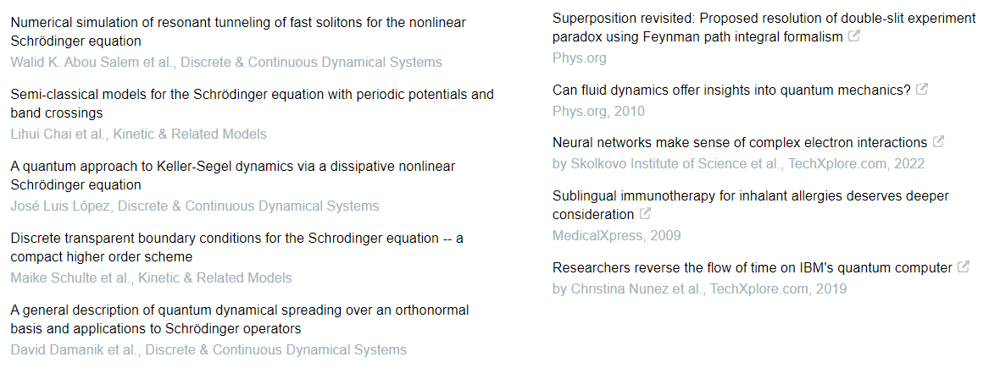 Numerical simulation of resonant tunneling of fast solitons for the nonlinear
Schrödinger equation
Walid K. Abou Salem et al., Discrete & Continuous Dynamical Systems
Semi-classical models for the Schrödinger equation with periodic potentials and
band crossings
Lihui Chai et al., Kinetic & Related Models
A quantum approach to Keller-Segel dynamics via a dissipative nonlinear
Schrödinger equation
José Luis López, Discrete & Continuous Dynamical Systems
Discrete transparent boundary conditions for the Schrodinger equation -- a
compact higher order scheme
Maike Schulte et al., Kinetic & Related Models
A general description of quantum dynamical spreading over an orthonormal
basis and applications to Schrödinger operators
David Damanik et al., Discrete & Continuous Dynamical Systems
Superposition revisited: Proposed resolution of double-slit experiment
paradox using Feynman path integral formalism
Phys.org
Can fluid dynamics offer insights into quantum mechanics?
Phys.org, 2010
Neural networks make sense of complex electron interactions
by Skolkovo Institute of Science et al., TechXplore.com, 2022
Sublingual immunotherapy for inhalant allergies deserves deeper
consideration
MedicalXpress, 2009
Researchers reverse the flow of time on IBM's quantum computer
by Christina Nunez et al., TechXplore.com, 2019